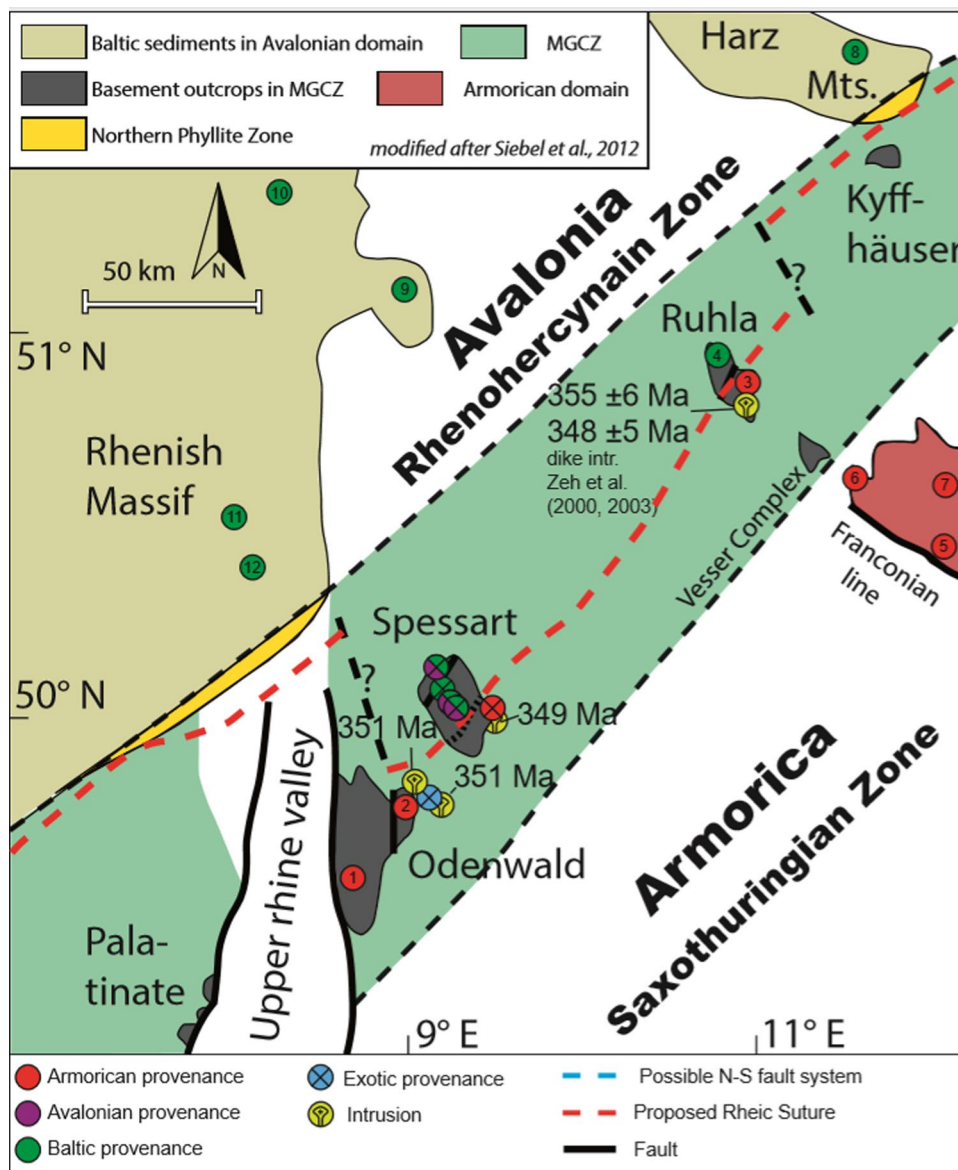 Baltic sediments in Avalonian domain
MGCZ
Basement outcrops in MGCZ
Armorican domain
Northern Phyllite Zone
modified after Siebel et al., 2012
Harz
Mts.
8
10
N
50 km
9
Avalonia
Rhenohercynain Zone
Kyff-
häuser
?
51° N
Ruhla
4
3
355 ±6 Ma
348 ±5 Ma
dike intr.
Zeh et al.
(2000, 2003)
Rhenish
Massif
11
12
6
7
5
Vesser Complex
Franconian
line
Spessart
?
50° N
351 Ma
349 Ma
351 Ma
2
1
Odenwald
Upper rhine valley
Armorica
Saxothuringian Zone
Pala-
tinate
9° E
11° E
Armorican provenance
Exotic provenance
Possible N-S fault system
Avalonian provenance
Intrusion
Proposed Rheic Suture
Baltic provenance
Fault